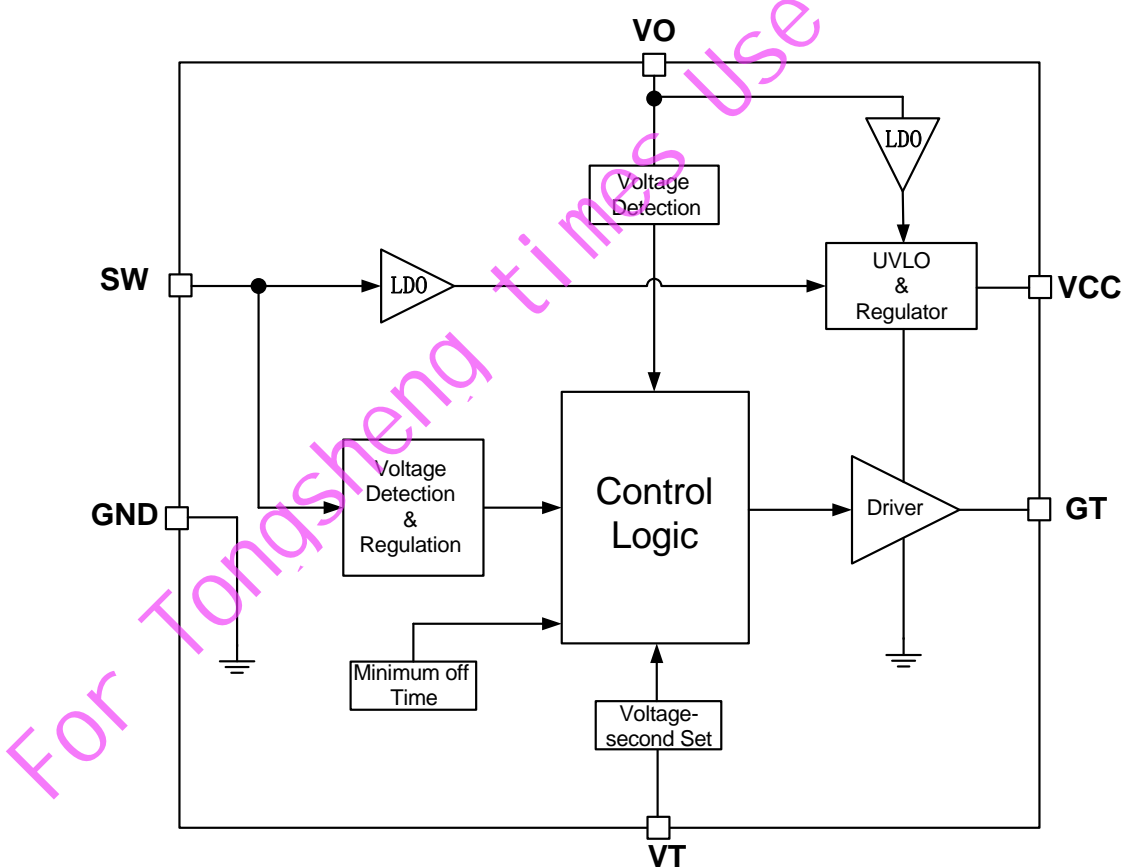 VO
LDO
Voltage
Detection
SW
LDO
UVLO
&
Regulator
VCC
Voltage
Detection
&
Regulation
Control
Logic
GND
Driver
GT
Minimum off
Time
Voltage-
second Set
VT
For Tongsheng times Use